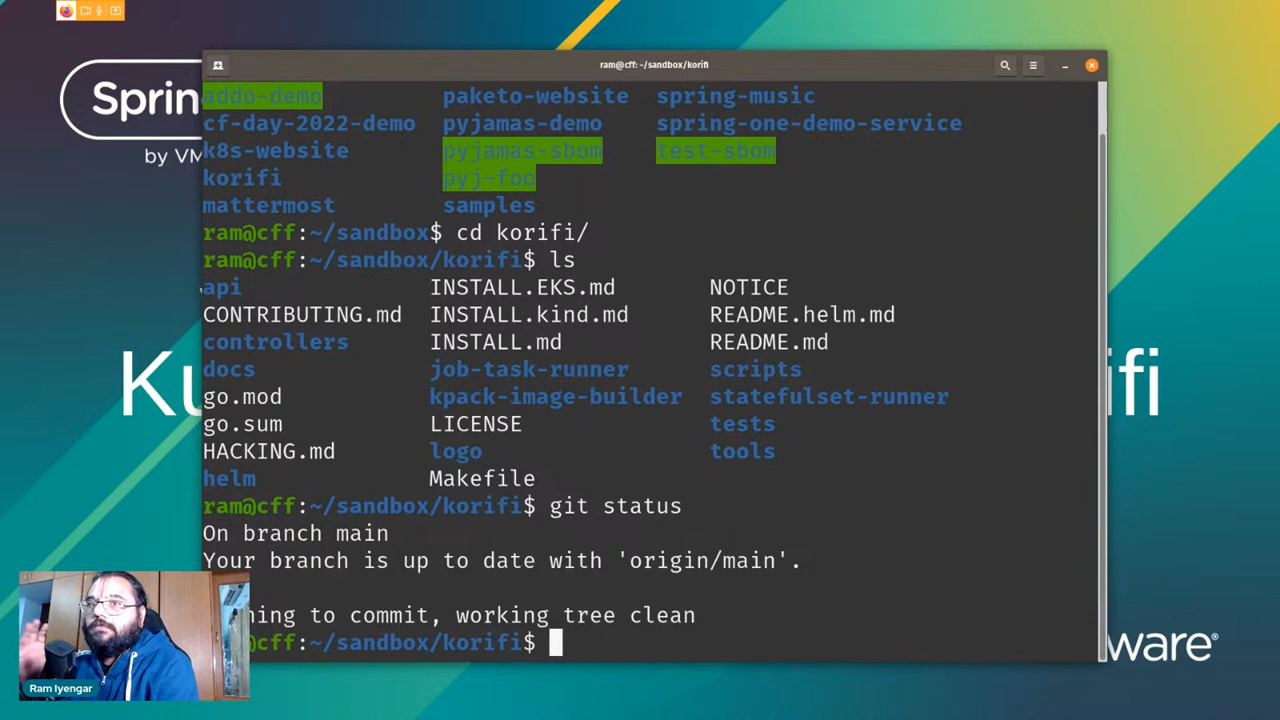 ram@cff: ~/sandbox/korifi
Sprin
by VM
addo-demo paketo-website spring-music
cf-day-2022-demo pyjamas-demo spring-one-demo-service
k8s-website pyjamas-sbom test-sbom
korifi pyj-foo
mattermost samples
ram@cff:~/sandbox$ cd korifi/
ram@cff:~/sandbox/korifi$ ls
api INSTALL.EKS.md NOTICE
CONTRIBUTING.md INSTALL.kind.md README.helm.md
controllers INSTALL.md README.md
docs job-task-runner scripts
go.mod kpack-image-builder statefulset-runner
go.sum LICENSE tests
HACKING.md logo tools
helm Makefile
Ku ifi
ram@cff:~/sandbox/korifi$ git status
On branch main
Your branch is up to date with 'origin/main'.
hing to commit, working tree clean
@cff:~/sandbox/korifi$
ware®
Ram Iyengar